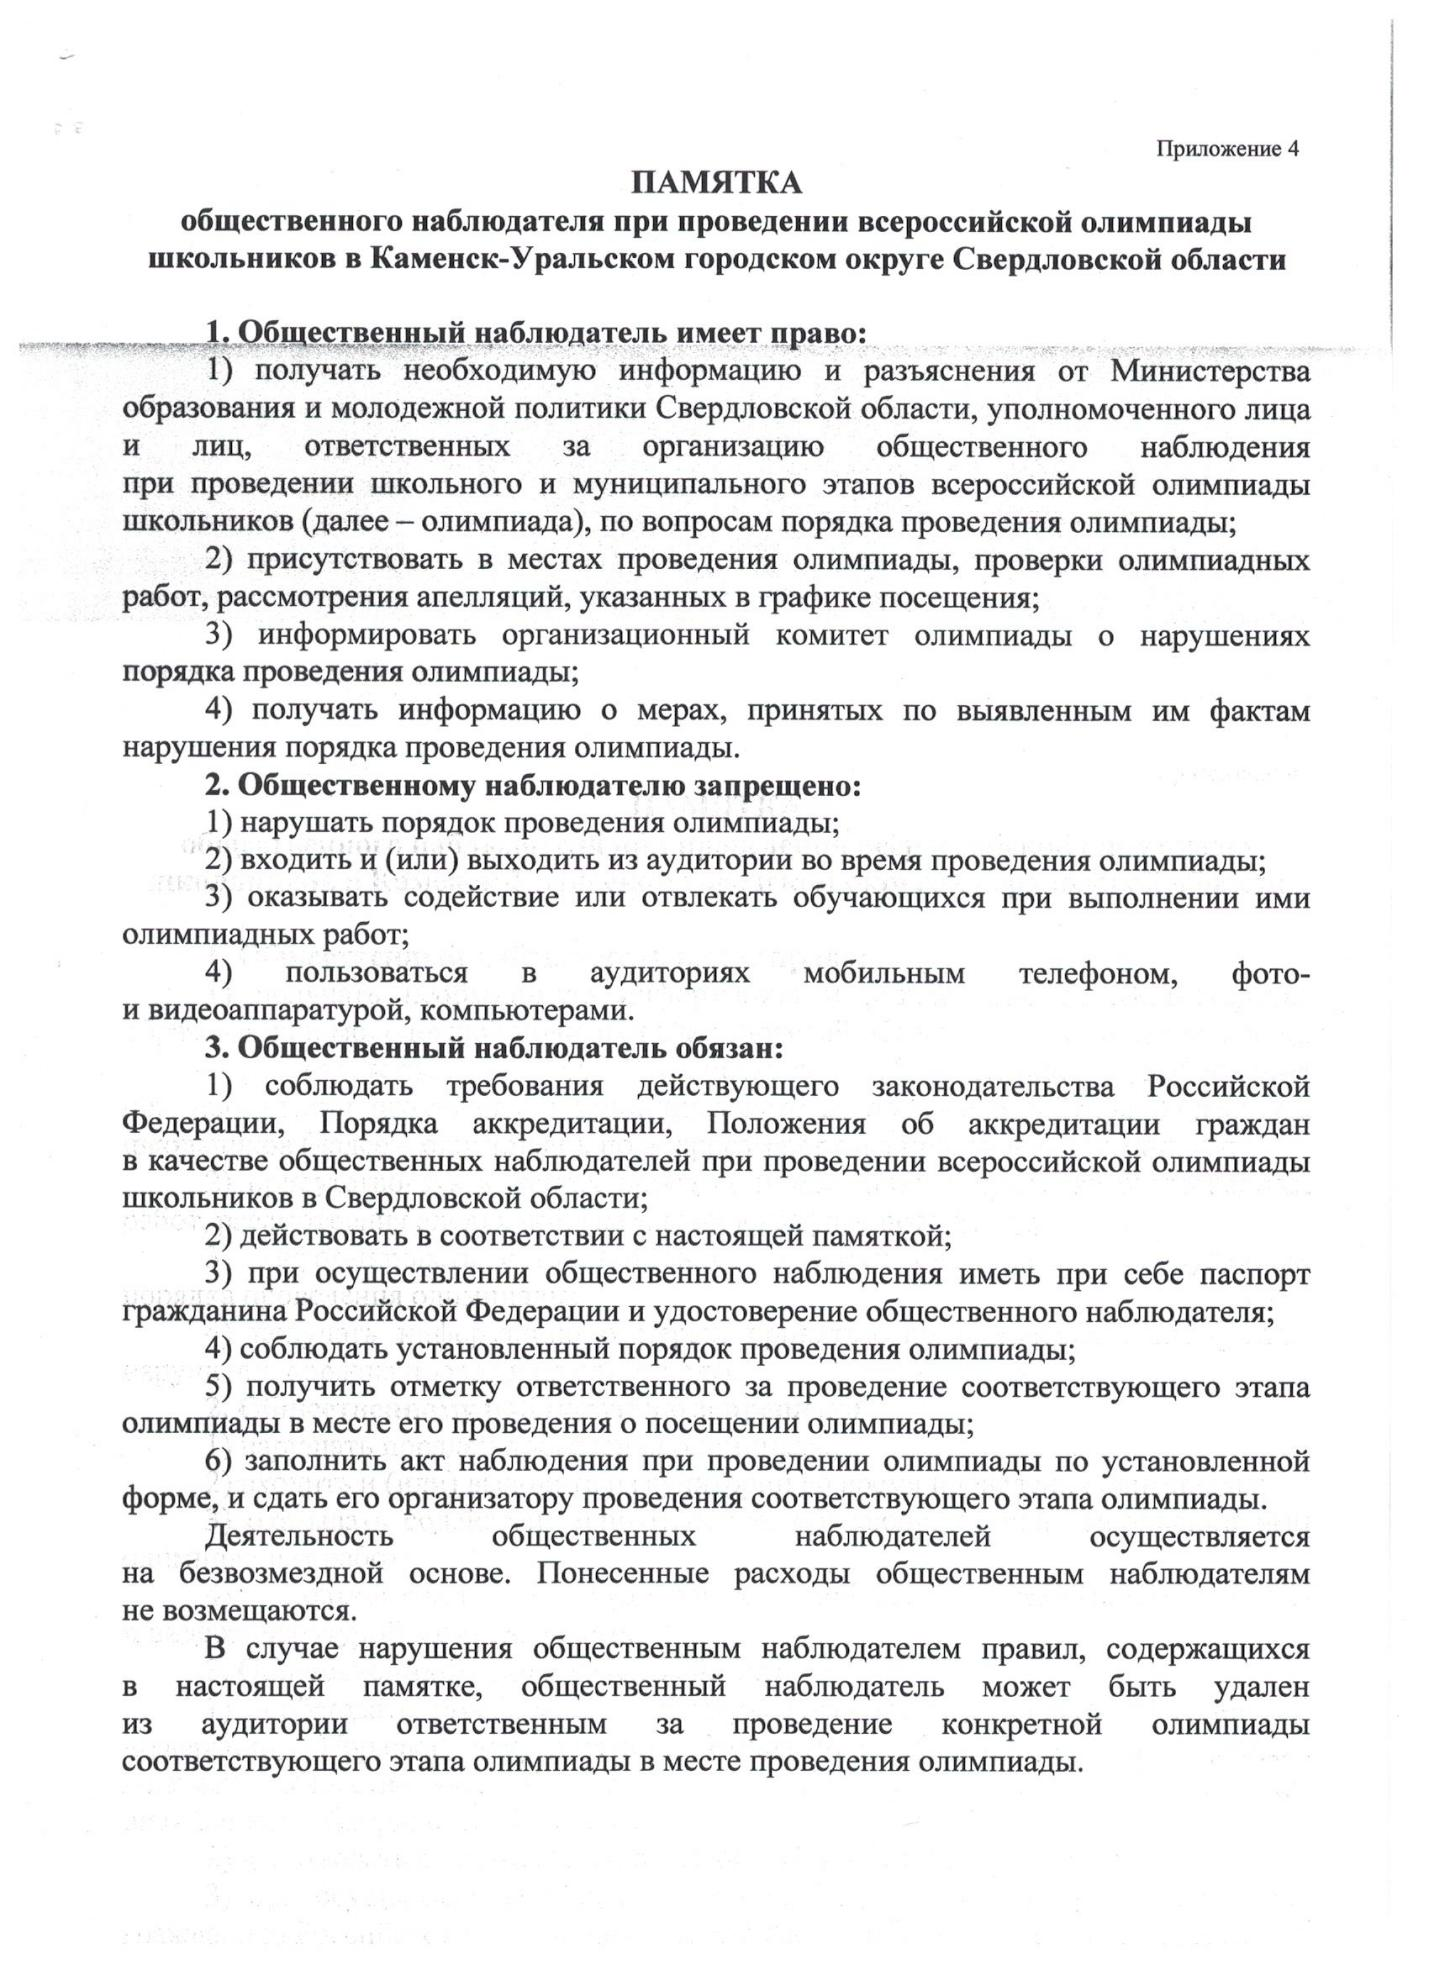 Приложение 4
ПАМЯТКА
общественного наблюдателя при проведении всероссийской олимпиады
школьников в Каменск-Уральском городском округе Свердловской области
1. Общественный наблюдатель имеет право:
1) получать необходимую информацию и разъяснения от Министерства
образования и молодежной политики Свердловской области, уполномоченного лица
и лиц, ответственных за организацию общественного наблюдения
при проведении школьного и муниципального этапов всероссийской олимпиады
школьников (далее – олимпиада), по вопросам порядка проведения олимпиады;
2) присутствовать в местах проведения олимпиады, проверки олимпиадных
работ, рассмотрения апелляций, указанных в графике посещения;
3) информировать организационный комитет олимпиады о нарушениях
порядка проведения олимпиады;
4) получать информацию о мерах, принятых по выявленным им фактам
нарушения порядка проведения олимпиады.
2. Общественному наблюдателю запрещено:
1) нарушать порядок проведения олимпиады;
2) входить и (или) выходить из аудитории во время проведения олимпиады;
3) оказывать содействие или отвлекать обучающихся при выполнении ими
олимпиадных работ;
4) пользоваться в аудиториях мобильным телефоном, фото-
и видеоаппаратурой, компьютерами.
3. Общественный наблюдатель обязан:
1) соблюдать требования действующего законодательства Российской
Федерации, Порядка аккредитации, Положения об аккредитации граждан
в качестве общественных наблюдателей при проведении всероссийской олимпиады
школьников в Свердловской области;
2) действовать в соответствии с настоящей памяткой;
3) при осуществлении общественного наблюдения иметь при себе паспорт
гражданина Российской Федерации и удостоверение общественного наблюдателя;
4) соблюдать установленный порядок проведения олимпиады;
5) получить отметку ответственного за проведение соответствующего этапа
олимпиады в месте его проведения о посещении олимпиады;
6) заполнить акт наблюдения при проведении олимпиады по установленной
форме, и сдать его организатору проведения соответствующего этапа олимпиады.
Деятельность общественных наблюдателей осуществляется
на безвозмездной основе. Понесенные расходы общественным наблюдателям
не возмещаются.
В случае нарушения общественным наблюдателем правил, содержащихся
в настоящей памятке, общественный наблюдатель может быть удален
из аудитории ответственным за проведение конкретной олимпиады
соответствующего этапа олимпиады в месте проведения олимпиады.